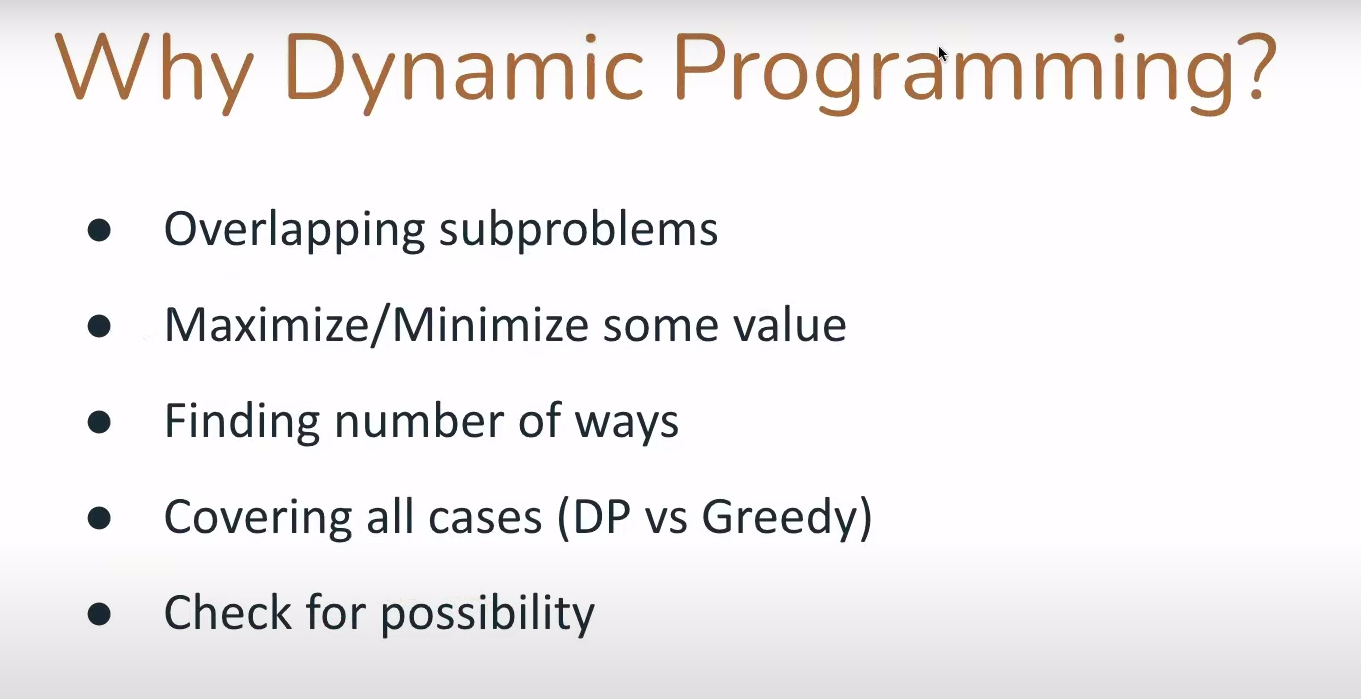 Why Dynamic Programming?
● Overlapping subproblems
● Maximize/Minimize some value
● Finding number of ways
● Covering all cases (DP vs Greedy)
● Check for possibility